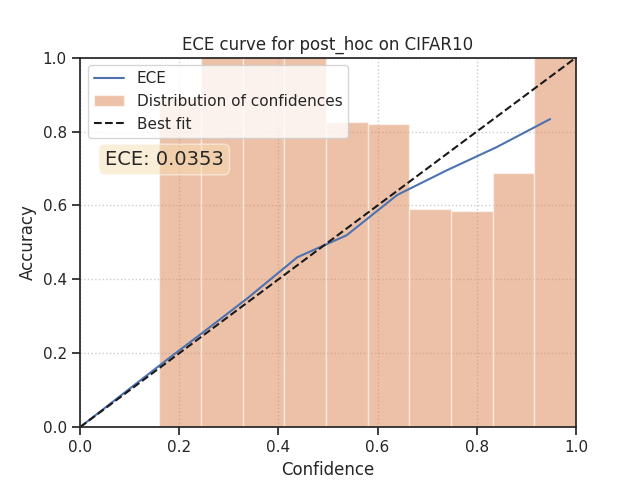 ECE curve for post_hoc on CIFAR10
1.0
0.8
0.6
0.4
0.2
0.0
Accuracy
ECE
Distribution of confidences
Best fit
ECE: 0.0353
0.0 0.2 0.4 0.6 0.8 1.0
Confidence